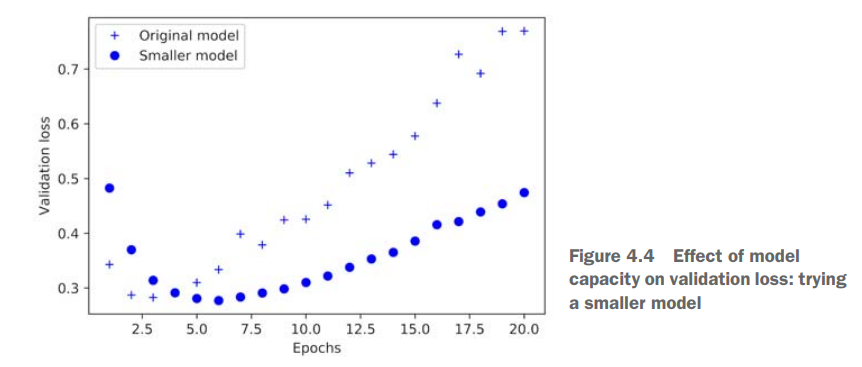 Original model
Smaller model
0.7
0.6
0.5
0.4
0.3
Validation loss
2.5 5.0 7.5 10.0 12.5 15.0 17.5 20.0
Epochs
Figure 4.4 Effect of model
capacity on validation loss: trying
a smaller model